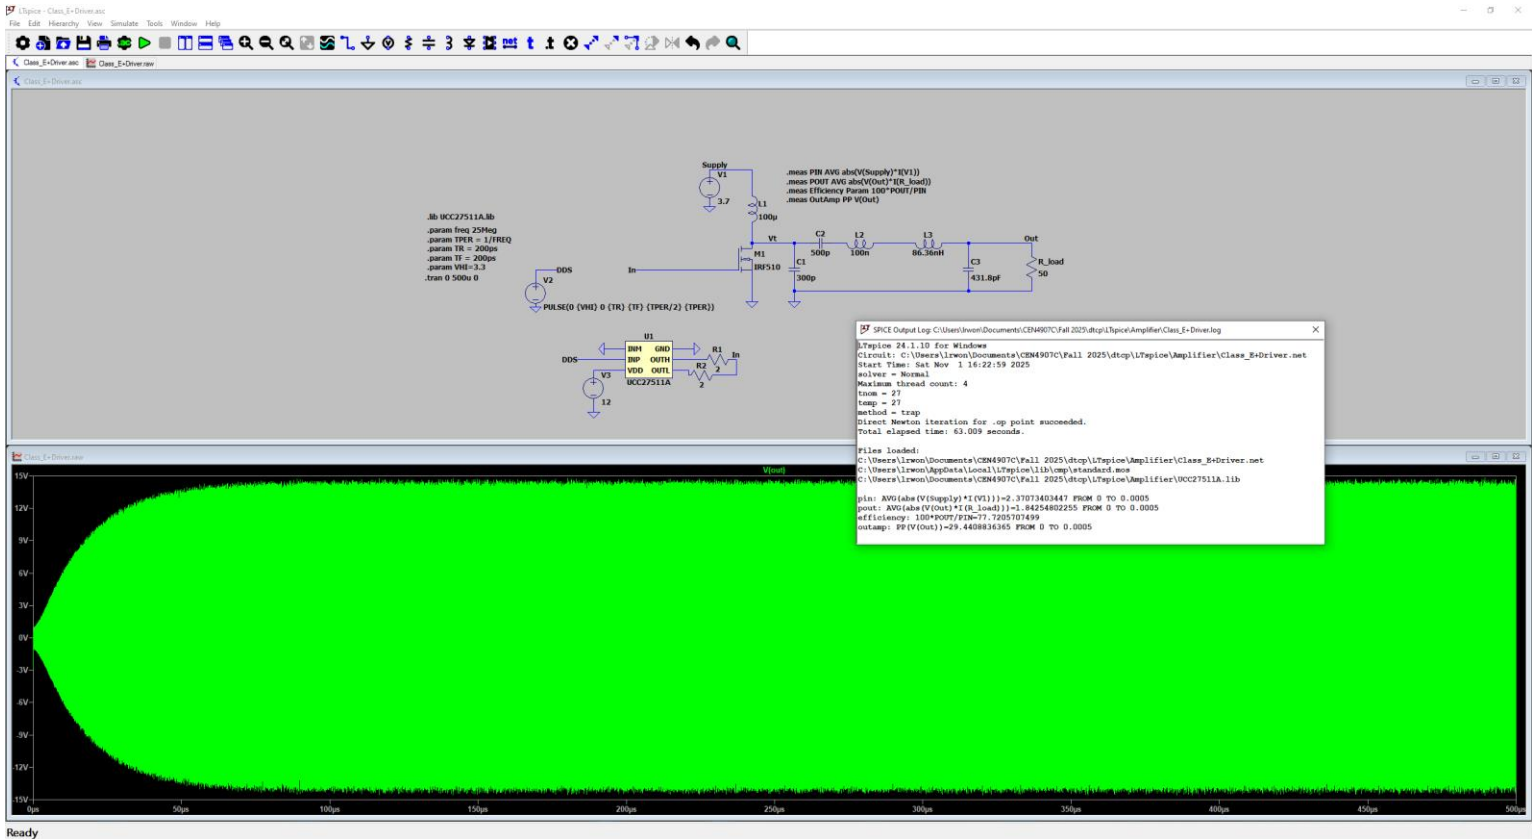 LTspice - Class_E+Driver.asc
File Edit Hierarchy View Simulate Tools Window Help
Class_E+Driver.asc Class_E+Driver.raw
Class_E+Driver.asc
Supply
V1
3.7
.meas PIN AVG abs(V(Supply)*I(V1))
.meas POUT AVG abs(V(Out)*I(R_load))
.meas Efficiency Param 100*POUT/PIN
.meas OutAmp PP V(Out)
L1
100µ
.lib UCC27511A.lib
.param freq 25Meg
.param TPER = 1/FREQ
.param TR = 200ps
.param TF = 200ps
.param VHI=3.3
.tran 0 500u 0
Vt
C2
500p
L2
100n
L3
86.36nH
Out
M1
IRF510
C1
300p
C3
431.8pF
R_load
50
DDS
V2
In
PULSE(0 {VHI} 0 {TR} {TF} {TPER/2} {TPER})
U1
INM GND
INP OUTH
VDD OUTL
UCC27511A
DDS
R1
2
In
R2
2
V3
12
SPICE Output Log: C:\Users\lrwon\Documents\CEN4907C\Fall 2025\dtcp\LTspice\Amplifier\Class_E+Driver.log
LTspice 24.1.10 for Windows
Circuit: C:\Users\lrwon\Documents\CEN4907C\Fall 2025\dtcp\LTspice\Amplifier\Class_E+Driver.net
Start Time: Sat Nov 1 16:22:59 2025
solver = Normal
Maximum thread count: 4
tnom = 27
temp = 27
method = trap
Direct Newton iteration for .op point succeeded.
Total elapsed time: 63.009 seconds.
Files loaded:
C:\Users\lrwon\Documents\CEN4907C\Fall 2025\dtcp\LTspice\Amplifier\Class_E+Driver.net
C:\Users\lrwon\AppData\Local\LTspice\lib\cmp\standard.mos
C:\Users\lrwon\Documents\CEN4907C\Fall 2025\dtcp\LTspice\Amplifier\UCC27511A.lib
pin: AVG(abs(V(Supply)*I(V1)))=2.37073403447 FROM 0 TO 0.0005
pout: AVG(abs(V(Out)*I(R_load)))=1.84254802255 FROM 0 TO 0.0005
efficiency: 100*POUT/PIN=77.7205707499
outamp: PP(V(Out))=29.4408836365 FROM 0 TO 0.0005
Class_E+Driver.raw
V(out)
15V
12V
9V
6V
3V
0V
-3V
-6V
-9V
-12V
-15V
0µs 50µs 100µs 150µs 200µs 250µs 300µs 350µs 400µs 450µs 500µs
Ready